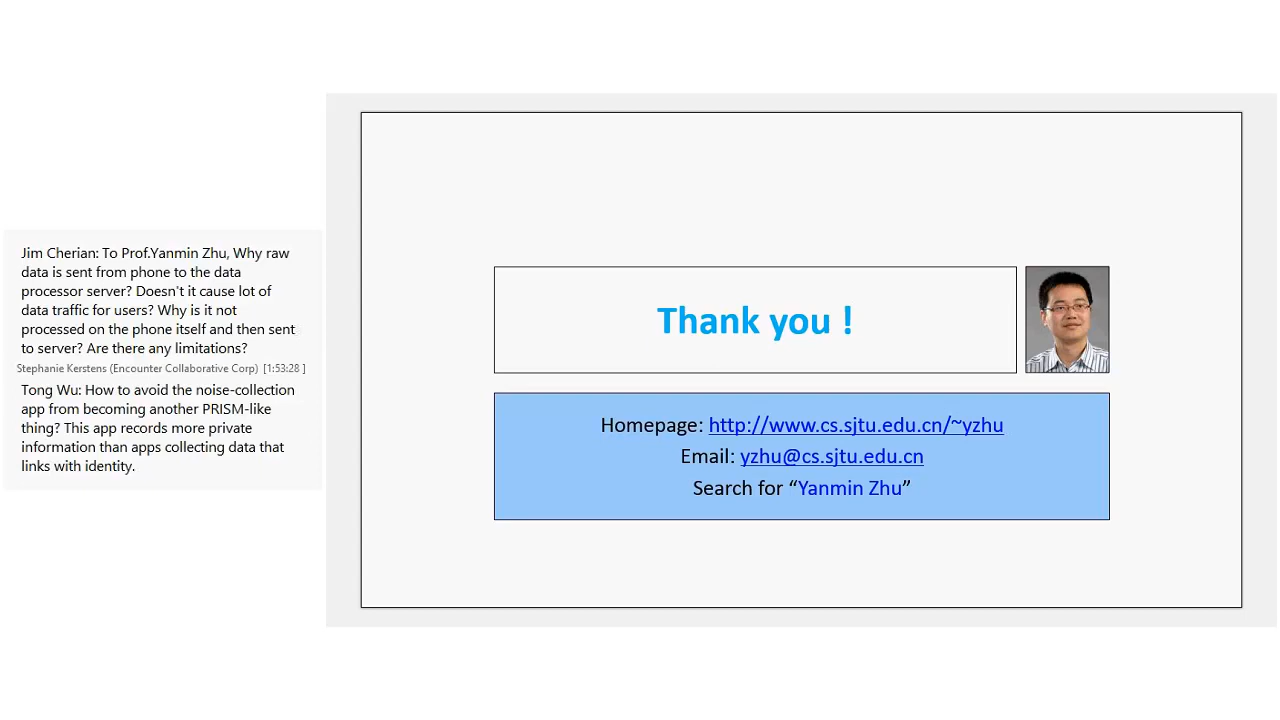 Jim Cherian: To Prof.Yanmin Zhu, Why raw
data is sent from phone to the data
processor server? Doesn't it cause lot of
data traffic for users? Why is it not
processed on the phone itself and then sent
to server? Are there any limitations?
Stephanie Kerstens (Encounter Collaborative Corp) [1:53:28 ]
Tong Wu: How to avoid the noise-collection
app from becoming another PRISM-like
thing? This app records more private
information than apps collecting data that
links with identity.
Thank you !
Homepage: http://www.cs.sjtu.edu.cn/~yzhu
Email: yzhu@cs.sjtu.edu.cn
Search for “Yanmin Zhu”